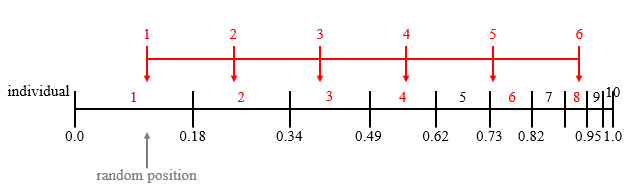 1 2 3 4 5 6
individual 1 2 3 4 5 6 7 8 9 10
0.0 0.18 0.34 0.49 0.62 0.73 0.82 0.95 1.0
random position